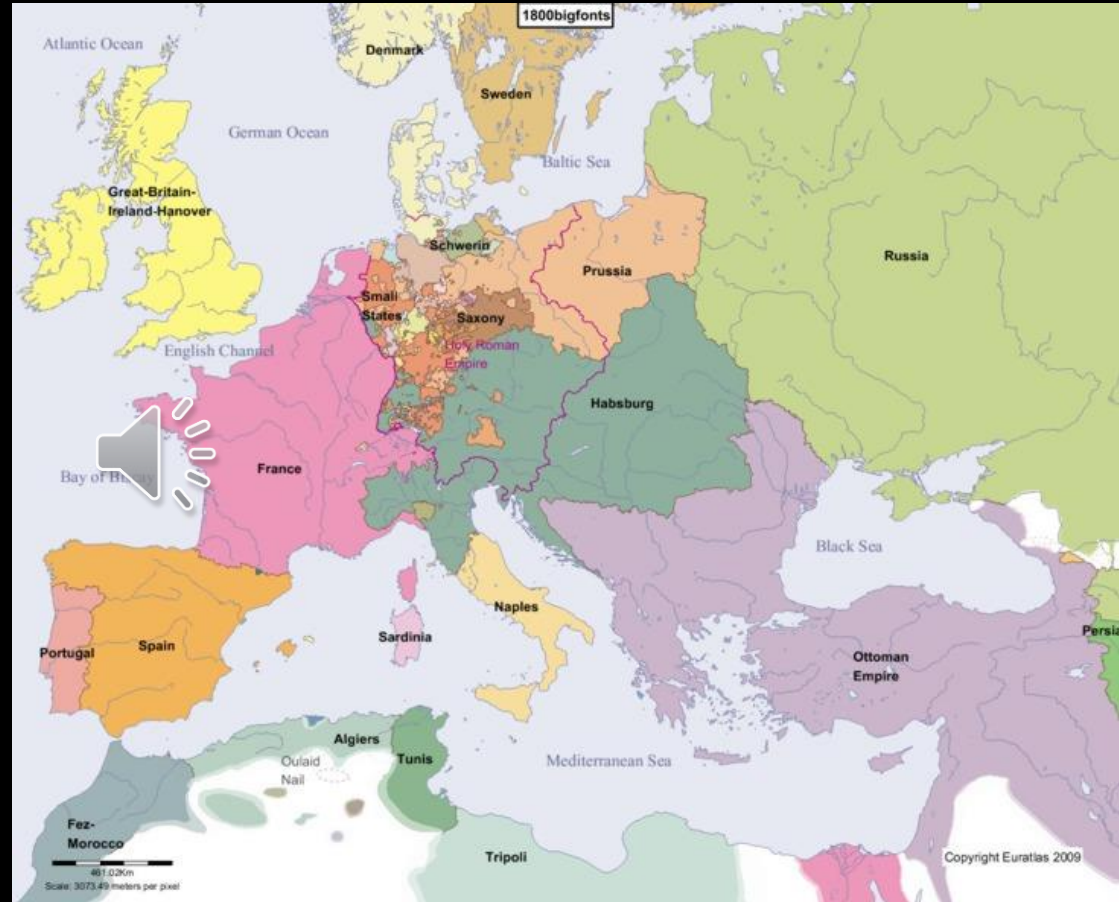 1800bigfonts
Atlantic Ocean
Denmark
Sweden
German Ocean
Baltic Sea
Great-Britain-
Ireland-Hanover
Schwerin
Russia
Prussia
Small
States
Saxony
Holy Roman
Empire
English Channel
Habsburg
France
Bay of
Black Sea
Naples
Sardinia
Portugal
Spain
Persia
Ottoman
Empire
Algiers
Tunis
Oulaid
Nail
Mediterranean Sea
Fez-
Morocco
Tripoli
461.02Km
Scale: 3073.49 meters per pixel
Copyright Euratlas 2009